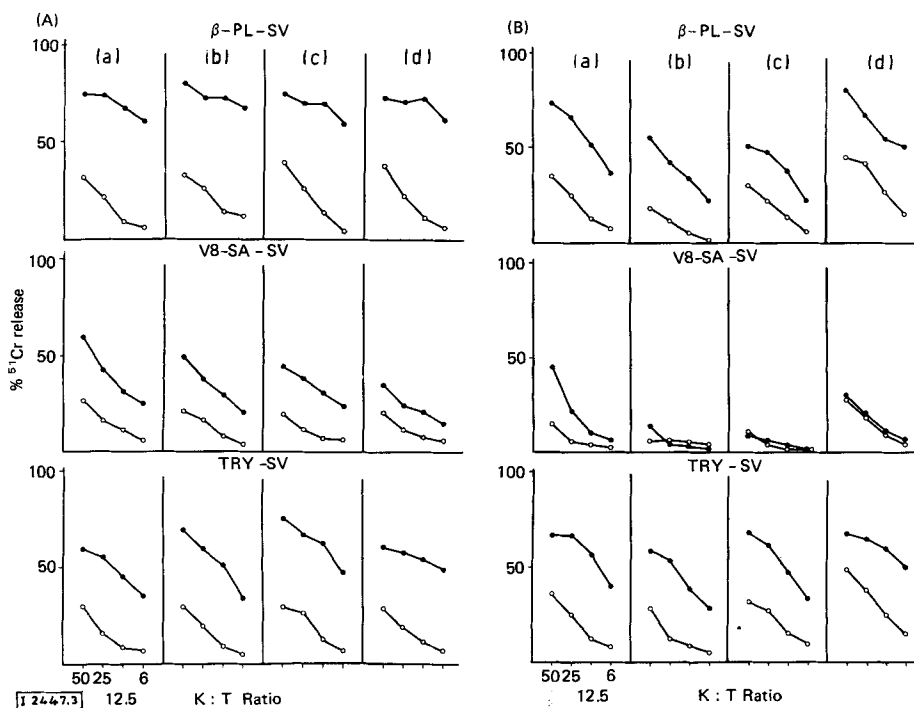 (A)
β-PL-SV
100
(a)
(b)
(c)
(d)
50
V8-SA-SV
100
50
TRY-SV
100
50
% ⁵¹Cr release
50 25 6
12.5
K : T Ratio
I 2447.3
(B)
β-PL-SV
100
(a)
(b)
(c)
(d)
50
V8-SA-SV
100
50
TRY-SV
100
50
50 25 6
12.5
K : T Ratio